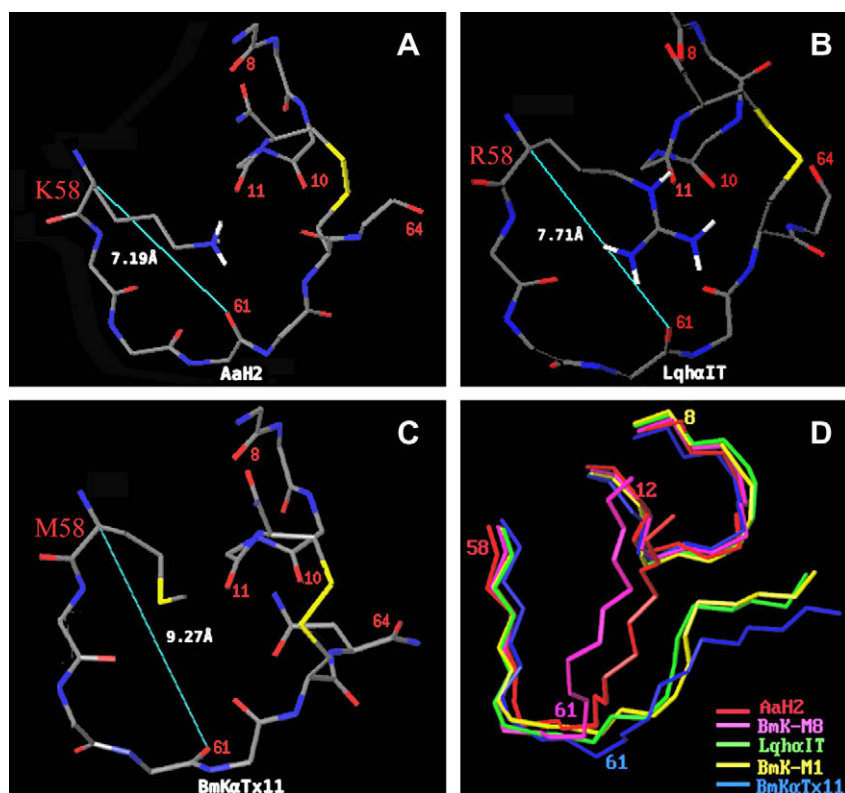 A
8
K58
11
10
7.19Å
64
61
AaH2
B
8
R58
64
11
10
7.71Å
61
LqhαIT
C
8
M58
11
10
9.27Å
64
61
BmKαTx11
D
8
12
58
61
61
AaH2
BmK-M8
LqhαIT
BmK-M1
BmKαTx11